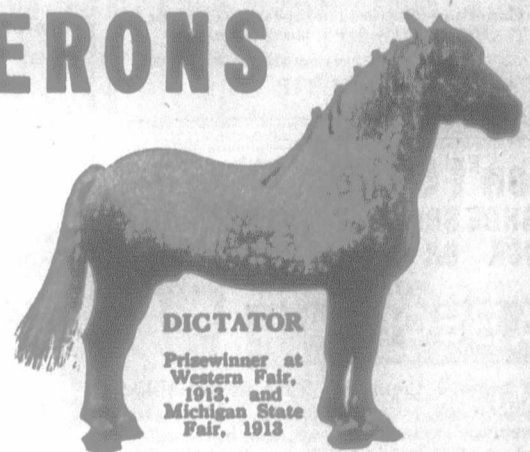 ERONS
DICTATOR
Prizewinner at
Western Fair,
1913, and
Michigan State
Fair, 1913